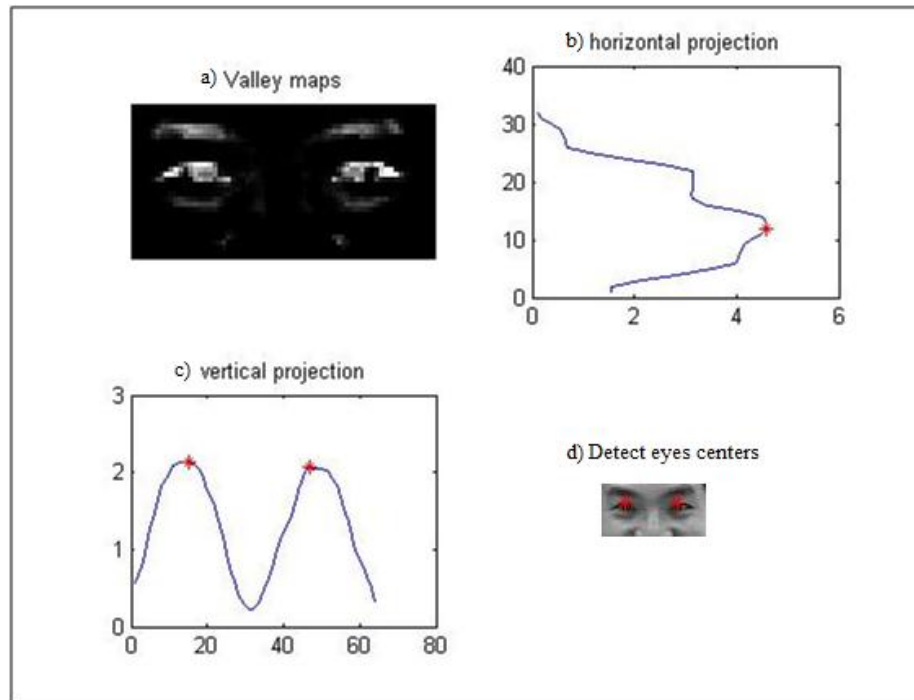 a) Valley maps
b) horizontal projection
40
30
20
10
0
0 2 4 6
c) vertical projection
3
2
1
0
0 20 40 60 80
d) Detect eyes centers